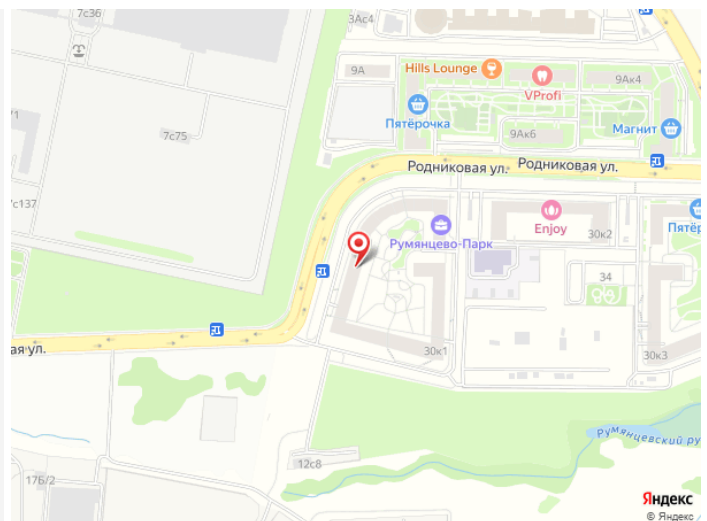 7с36
3Ас4
9А
Hills Lounge
VProfi
9Ак4
Пятёрочка
7с75
9Ак6
Магнит
Родниковая ул.
Родниковая ул.
7с137
Enjoy
30к2
Пятёр
Румянцево-Парк
34
30к1
30к3
ая ул.
Румянцевский ру
12с8
17Б/2
Яндекс
© Яндекс